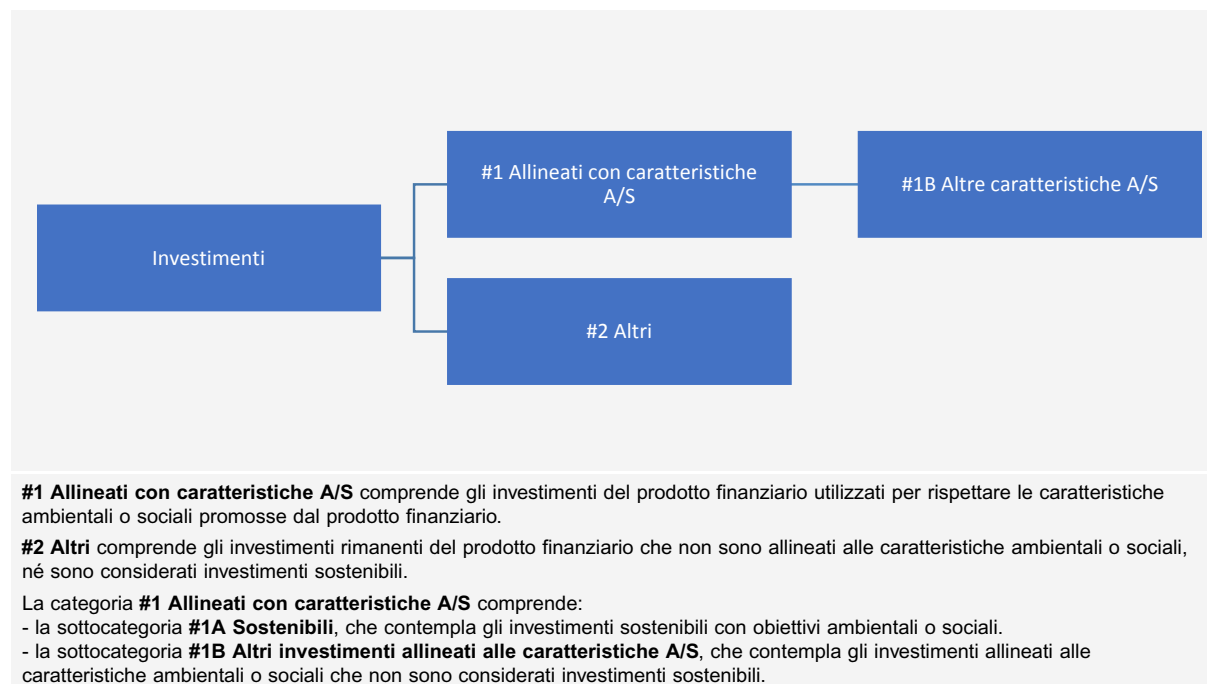 #1 Allineati con caratteristiche
A/S
#1B Altre caratteristiche A/S
Investimenti
#2 Altri
#1 Allineati con caratteristiche A/S comprende gli investimenti del prodotto finanziario utilizzati per rispettare le caratteristiche
ambientali o sociali promosse dal prodotto finanziario.
#2 Altri comprende gli investimenti rimanenti del prodotto finanziario che non sono allineati alle caratteristiche ambientali o sociali,
né sono considerati investimenti sostenibili.
La categoria #1 Allineati con caratteristiche A/S comprende:
- la sottocategoria #1A Sostenibili, che contempla gli investimenti sostenibili con obiettivi ambientali o sociali.
- la sottocategoria #1B Altri investimenti allineati alle caratteristiche A/S, che contempla gli investimenti allineati alle
caratteristiche ambientali o sociali che non sono considerati investimenti sostenibili.